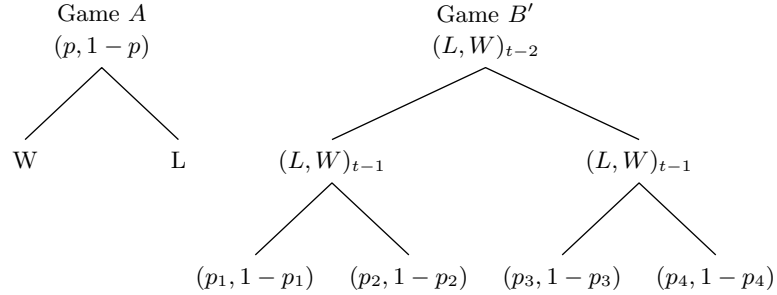 Game A Game B′
(p, 1 − p) (L, W)ₜ₋₂
W L (L, W)ₜ₋₁ (L, W)ₜ₋₁
(p₁, 1 − p₁) (p₂, 1 − p₂) (p₃, 1 − p₃) (p₄, 1 − p₄)